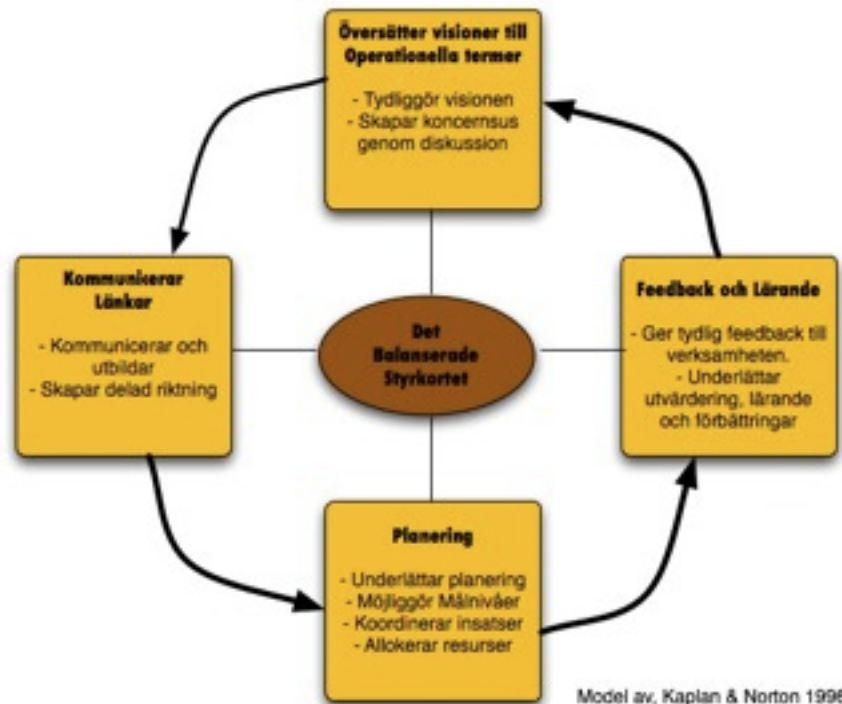 Översätter visioner till
Operationella termer
- Tydliggör visionen
- Skapar koncernsus
genom diskussion
Kommunicerar
Länkar
- Kommunicerar och
utbildar
- Skapar delad riktning
Det
Balanserade
Styrkortet
Feedback och Lärande
- Ger tydlig feedback till
verksamheten.
- Underlättar
utvärdering, lärande
och förbättringar
Planering
- Underlättar planering
- Möjliggör Målnivåer
- Koordinerar insatser
- Allokerar resurser
Model av, Kaplan & Norton 1996